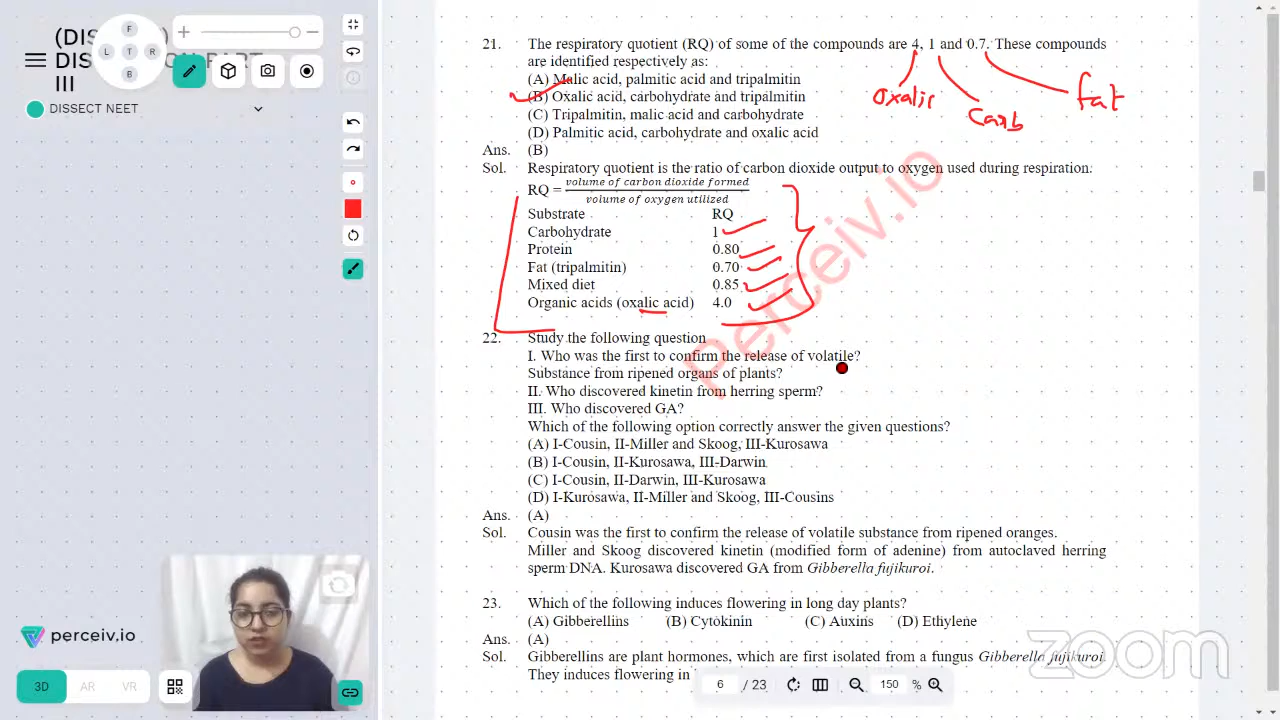 (DISSECTION PART
DISSECT NEET
III
DISSECT NEET
F
L T R
B
21. The respiratory quotient (RQ) of some of the compounds are 4, 1 and 0.7. These compounds
are identified respectively as:
(A) Malic acid, palmitic acid and tripalmitin
(B) Oxalic acid, carbohydrate and tripalmitin
(C) Tripalmitin, malic acid and carbohydrate
(D) Palmitic acid, carbohydrate and oxalic acid
Oxalic
Carb
fat
Ans. (B)
Sol. Respiratory quotient is the ratio of carbon dioxide output to oxygen used during respiration.
RQ = volume of carbon dioxide formed
volume of oxygen utilized
Substrate RQ
Carbohydrate 1
Protein 0.80
Fat (tripalmitin) 0.70
Mixed diet 0.85
Organic acids (oxalic acid) 4.0
22. Study the following question
I. Who was the first to confirm the release of volatile?
Substance from ripened organs of plants?
II. Who discovered kinetin from herring sperm?
III. Who discovered GA?
Which of the following option correctly answer the given questions?
(A) I-Cousin, II-Miller and Skoog, III-Kurosawa
(B) I-Cousin, II-Kurosawa, III-Darwin
(C) I-Cousin, II-Darwin, III-Kurosawa
(D) I-Kurosawa, II-Miller and Skoog, III-Cousins
Ans. (A)
Sol. Cousin was the first to confirm the release of volatile substance from ripened oranges.
Miller and Skoog discovered kinetin (modified form of adenine) from autoclaved herring
sperm DNA. Kurosawa discovered GA from Gibberella fujikuroi.
23. Which of the following induces flowering in long day plants?
(A) Gibberellins (B) Cytokinin (C) Auxins (D) Ethylene
Ans. (A)
Sol. Gibberellins are plant hormones, which are first isolated from a fungus Gibberella fujikuroi.
They induces flowering in
Perceiv.io
perceiv.io
3D AR VR
6 / 23 150 %
zoom